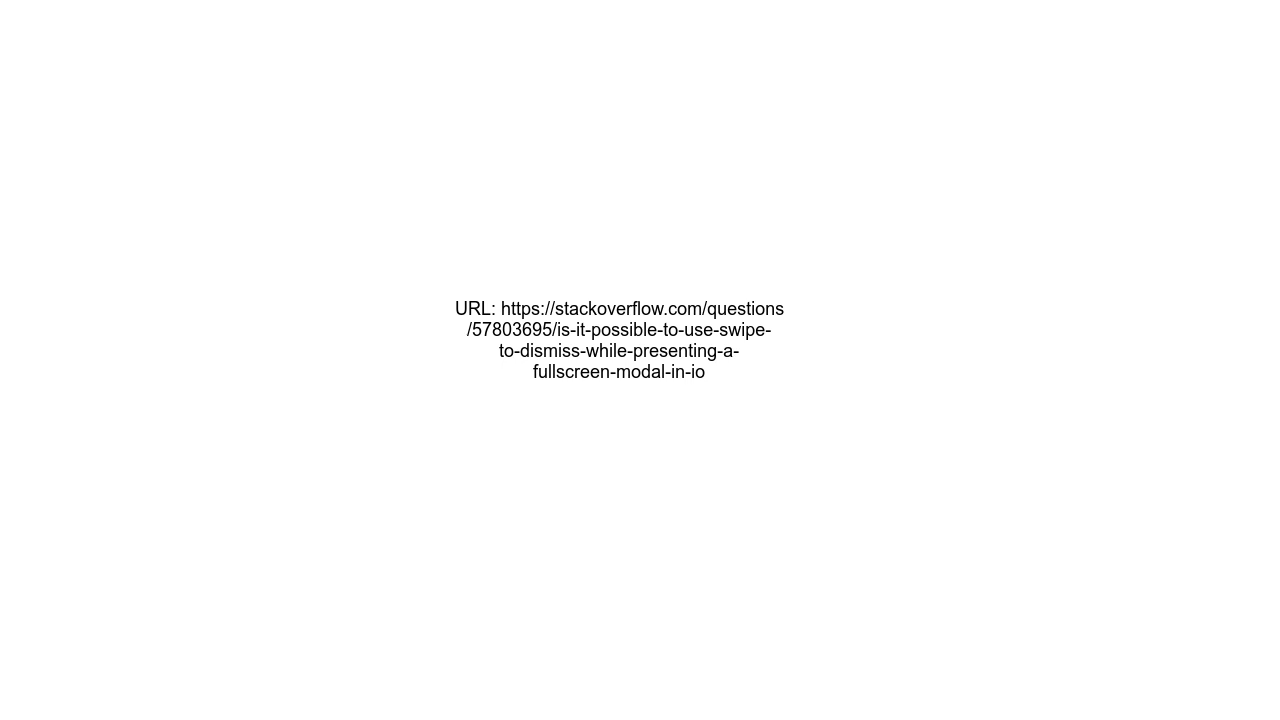 URL: https://stackoverflow.com/questions
/57803695/is-it-possible-to-use-swipe-
to-dismiss-while-presenting-a-
fullscreen-modal-in-io